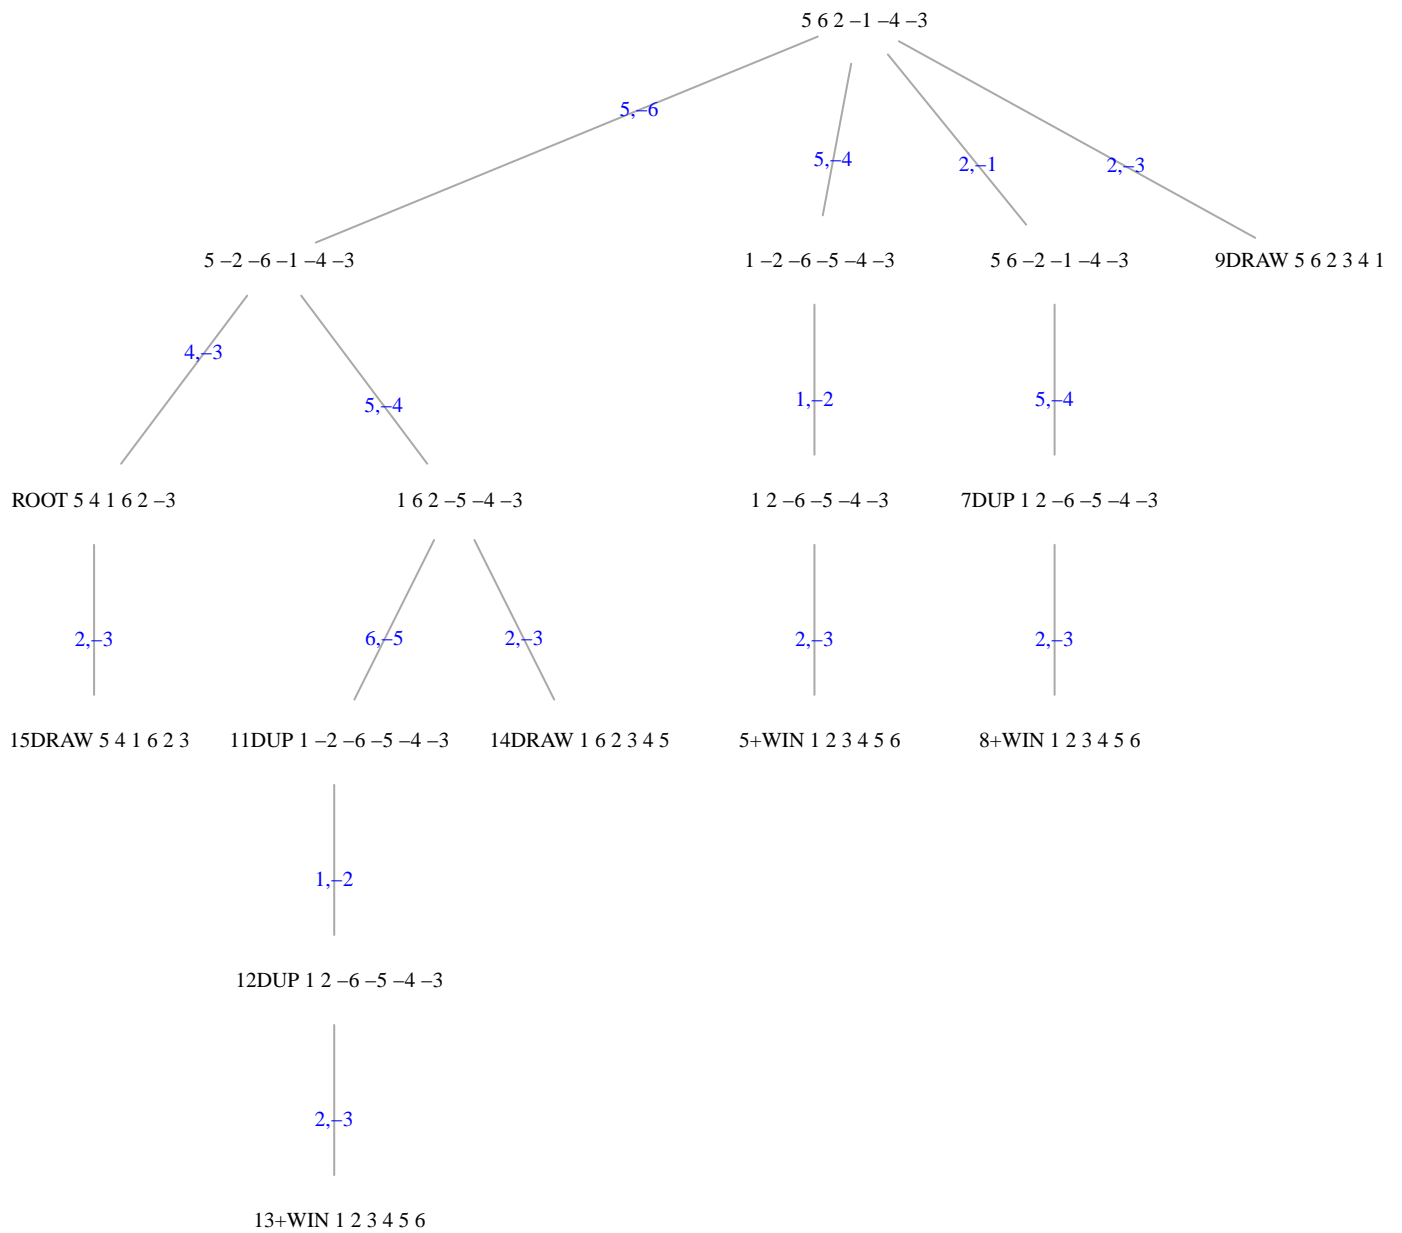 5 6 2 –1 –4 –3
5,–6
5,–4
2,–1
2,–3
5 –2 –6 –1 –4 –3
1 –2 –6 –5 –4 –3
5 6 –2 –1 –4 –3
9DRAW 5 6 2 3 4 1
4,–3
5,–4
1,–2
5,–4
ROOT 5 4 1 6 2 –3
1 6 2 –5 –4 –3
1 2 –6 –5 –4 –3
7DUP 1 2 –6 –5 –4 –3
2,–3
6,–5
2,–3
2,–3
2,–3
15DRAW 5 4 1 6 2 3
11DUP 1 –2 –6 –5 –4 –3
14DRAW 1 6 2 3 4 5
5+WIN 1 2 3 4 5 6
8+WIN 1 2 3 4 5 6
1,–2
12DUP 1 2 –6 –5 –4 –3
2,–3
13+WIN 1 2 3 4 5 6